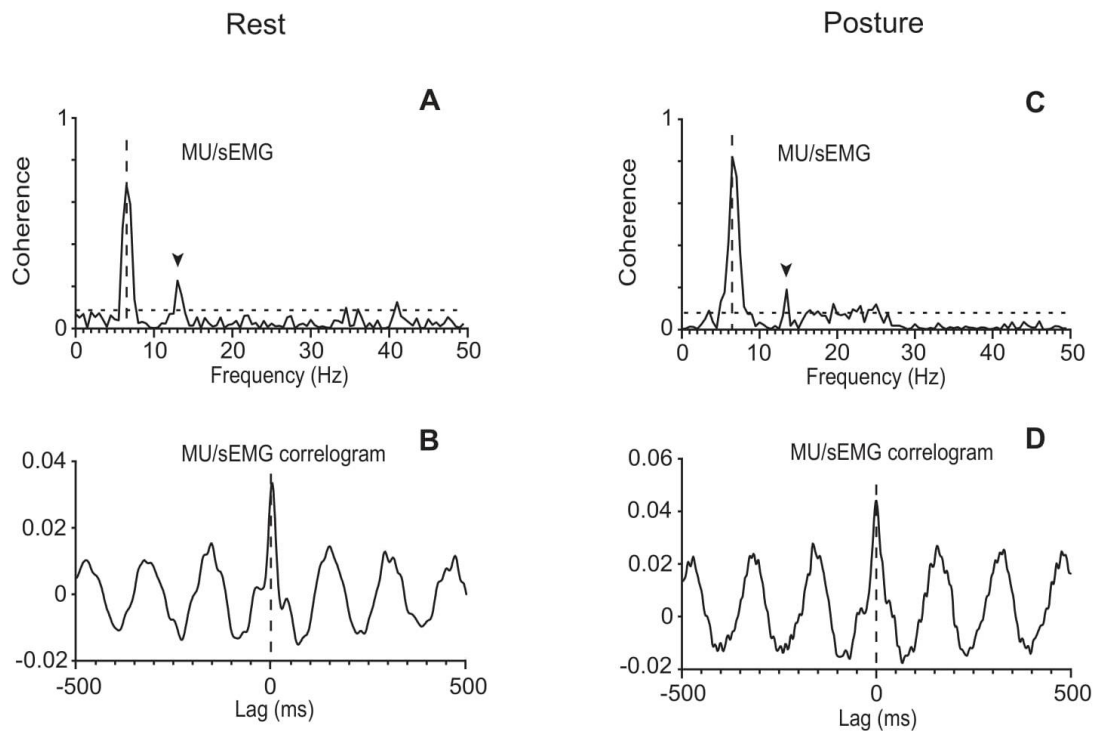 Rest
Posture
A
1
MU/sEMG
Coherence
0
0 10 20 30 40 50
Frequency (Hz)
C
1
MU/sEMG
Coherence
0
0 10 20 30 40 50
Frequency (Hz)
B
MU/sEMG correlogram
0.04
0.02
0
-0.02
-500 0 500
Lag (ms)
D
MU/sEMG correlogram
0.06
0.04
0.02
0
-0.02
-500 0 500
Lag (ms)